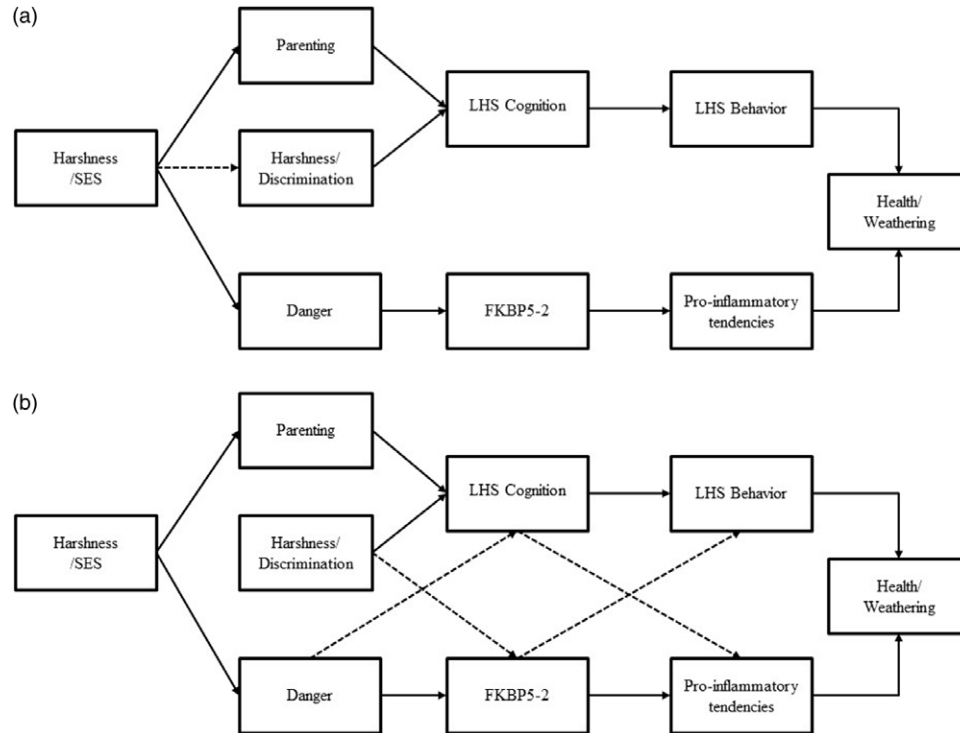 (a)
Parenting
LHS Cognition
LHS Behavior
Harshness
/SES
Harshness/
Discrimination
Health/
Weathering
Danger
FKBP5-2
Pro-inflammatory
tendencies
(b)
Parenting
LHS Cognition
LHS Behavior
Harshness
/SES
Harshness/
Discrimination
Health/
Weathering
Danger
FKBP5-2
Pro-inflammatory
tendencies